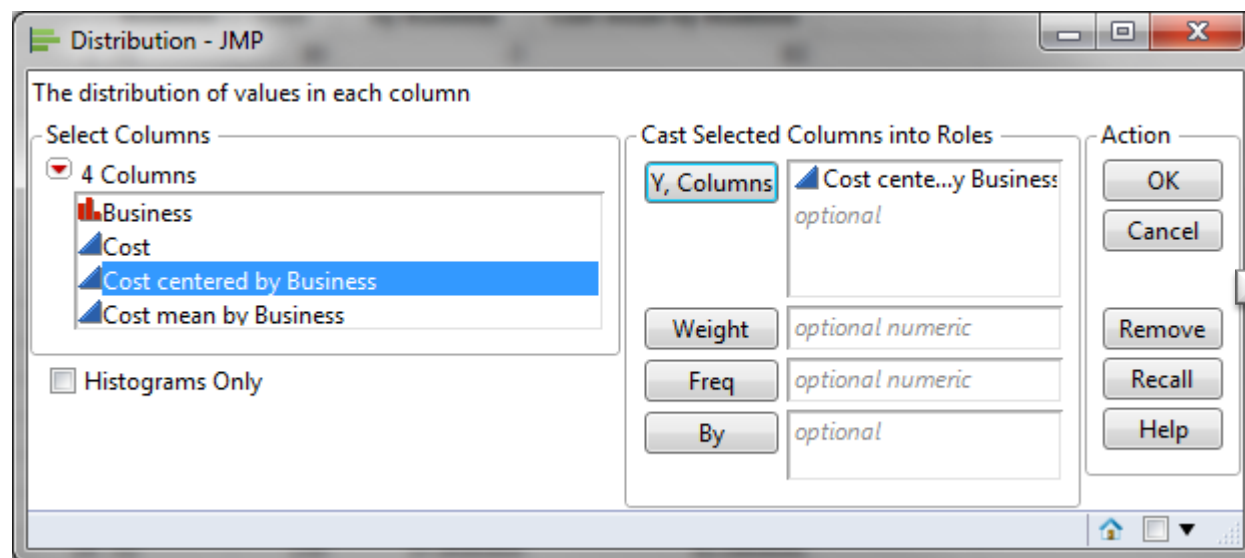 Distribution - JMP
The distribution of values in each column
Select Columns
4 Columns
Business
Cost
Cost centered by Business
Cost mean by Business
Histograms Only
Cast Selected Columns into Roles
Y, Columns
Cost cente...y Business
optional
Weight
optional numeric
Freq
optional numeric
By
optional
Action
OK
Cancel
Remove
Recall
Help